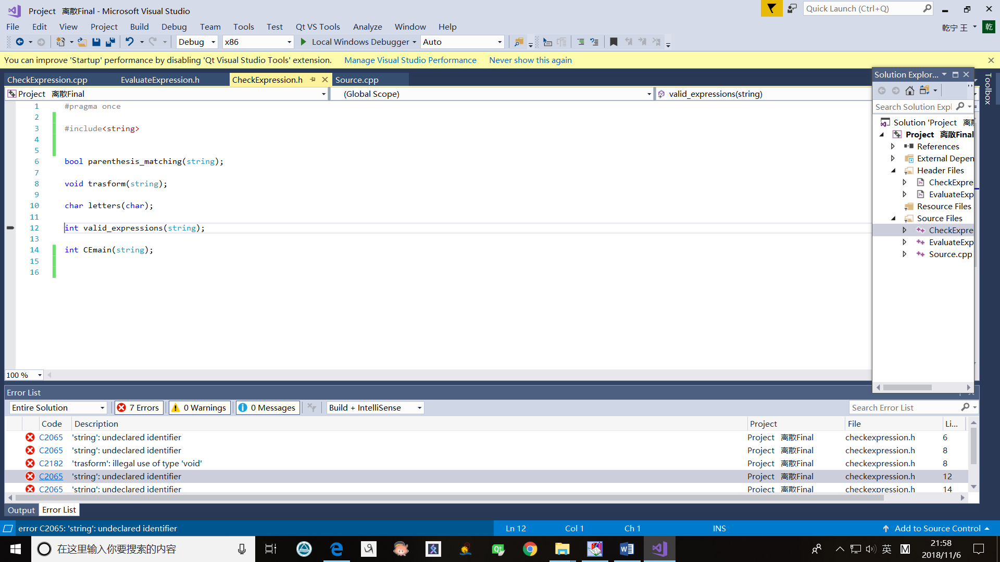 Project 离散Final - Microsoft Visual Studio
Quick Launch (Ctrl+Q)
File Edit View Project Build Debug Team Tools Test Qt VS Tools Analyze Window Help
乾宁 王 乾
Debug x86 Local Windows Debugger Auto
You can improve 'Startup' performance by disabling 'Qt Visual Studio Tools' extension. Manage Visual Studio Performance Never show this again
CheckExpression.cpp EvaluateExpression.h CheckExpression.h Source.cpp
Project 离散Final (Global Scope) valid_expressions(string)
1 #pragma once
2
3 #include<string>
4
5
6 bool parenthesis_matching(string);
7
8 void trasform(string);
9
10 char letters(char);
11
12 int valid_expressions(string);
13
14 int CEmain(string);
15
16
100 %
Solution Explor...
Toolbox
Search Solution Expl
Solution 'Project 离散
Project 离散Final
References
External Depen
Header Files
CheckExpre
EvaluateExp
Resource Files
Source Files
CheckExpre
EvaluateExp
Source.cpp
Error List
Entire Solution 7 Errors 0 Warnings 0 Messages Build + IntelliSense Search Error List
Code Description Project File Li...
C2065 'string': undeclared identifier Project 离散Final checkexpression.h 6
C2065 'string': undeclared identifier Project 离散Final checkexpression.h 8
C2182 'trasform': illegal use of type 'void' Project 离散Final checkexpression.h 8
C2065 'string': undeclared identifier Project 离散Final checkexpression.h 12
C2065 'string': undeclared identifier Project 离散Final checkexpression.h 14
Output Error List
error C2065: 'string': undeclared identifier Ln 12 Col 1 Ch 1 INS Add to Source Control
在这里输入你要搜索的内容
英 M
21:58
2018/11/6